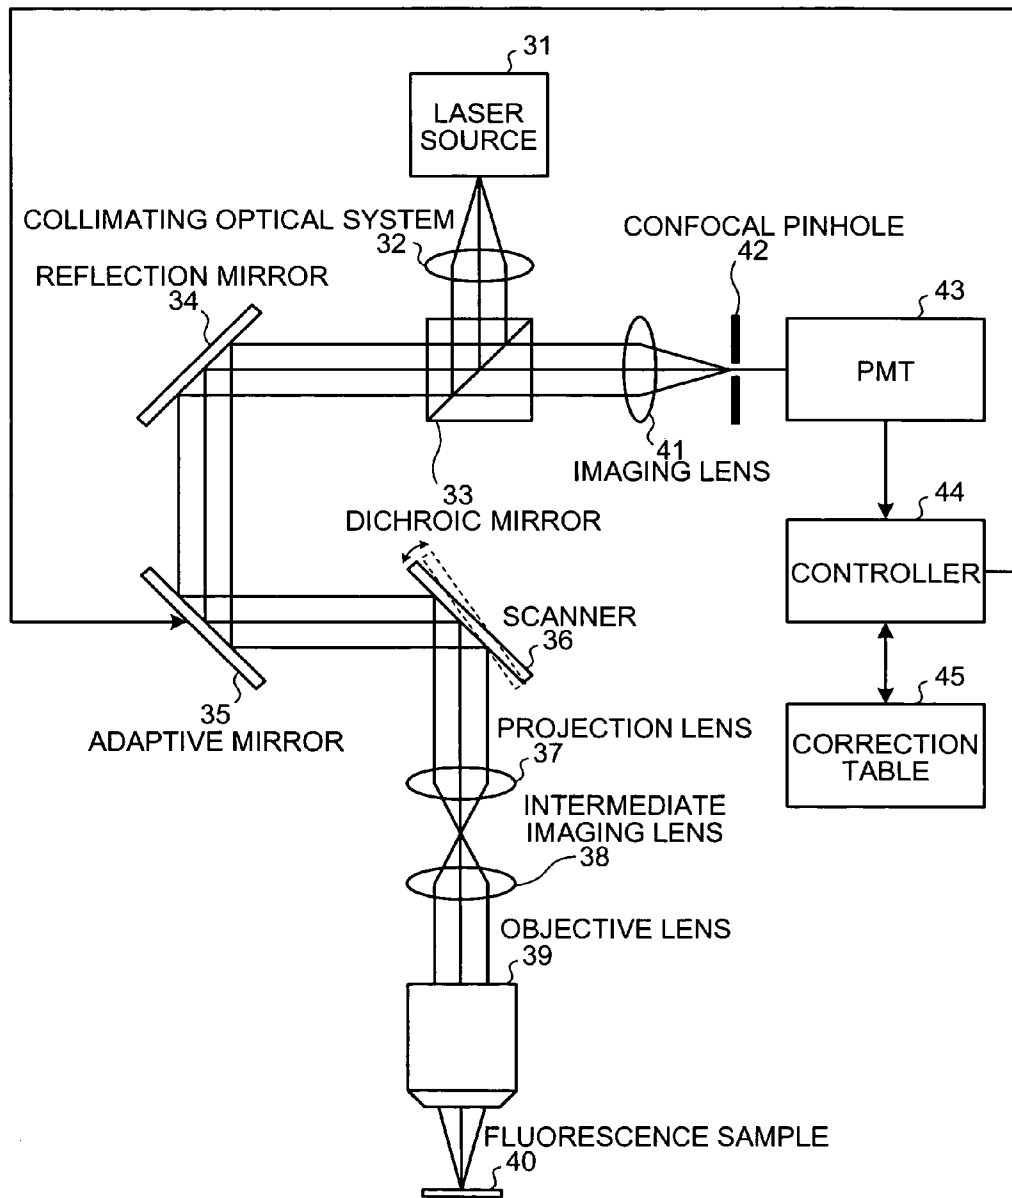 31
LASER
SOURCE
COLLIMATING OPTICAL SYSTEM
32
CONFOCAL PINHOLE
42
REFLECTION MIRROR
34
43
PMT
41
IMAGING LENS
33
DICHROIC MIRROR
44
CONTROLLER
SCANNER
36
35
ADAPTIVE MIRROR
45
CORRECTION
TABLE
PROJECTION LENS
37
INTERMEDIATE
IMAGING LENS
38
OBJECTIVE LENS
39
FLUORESCENCE SAMPLE
40